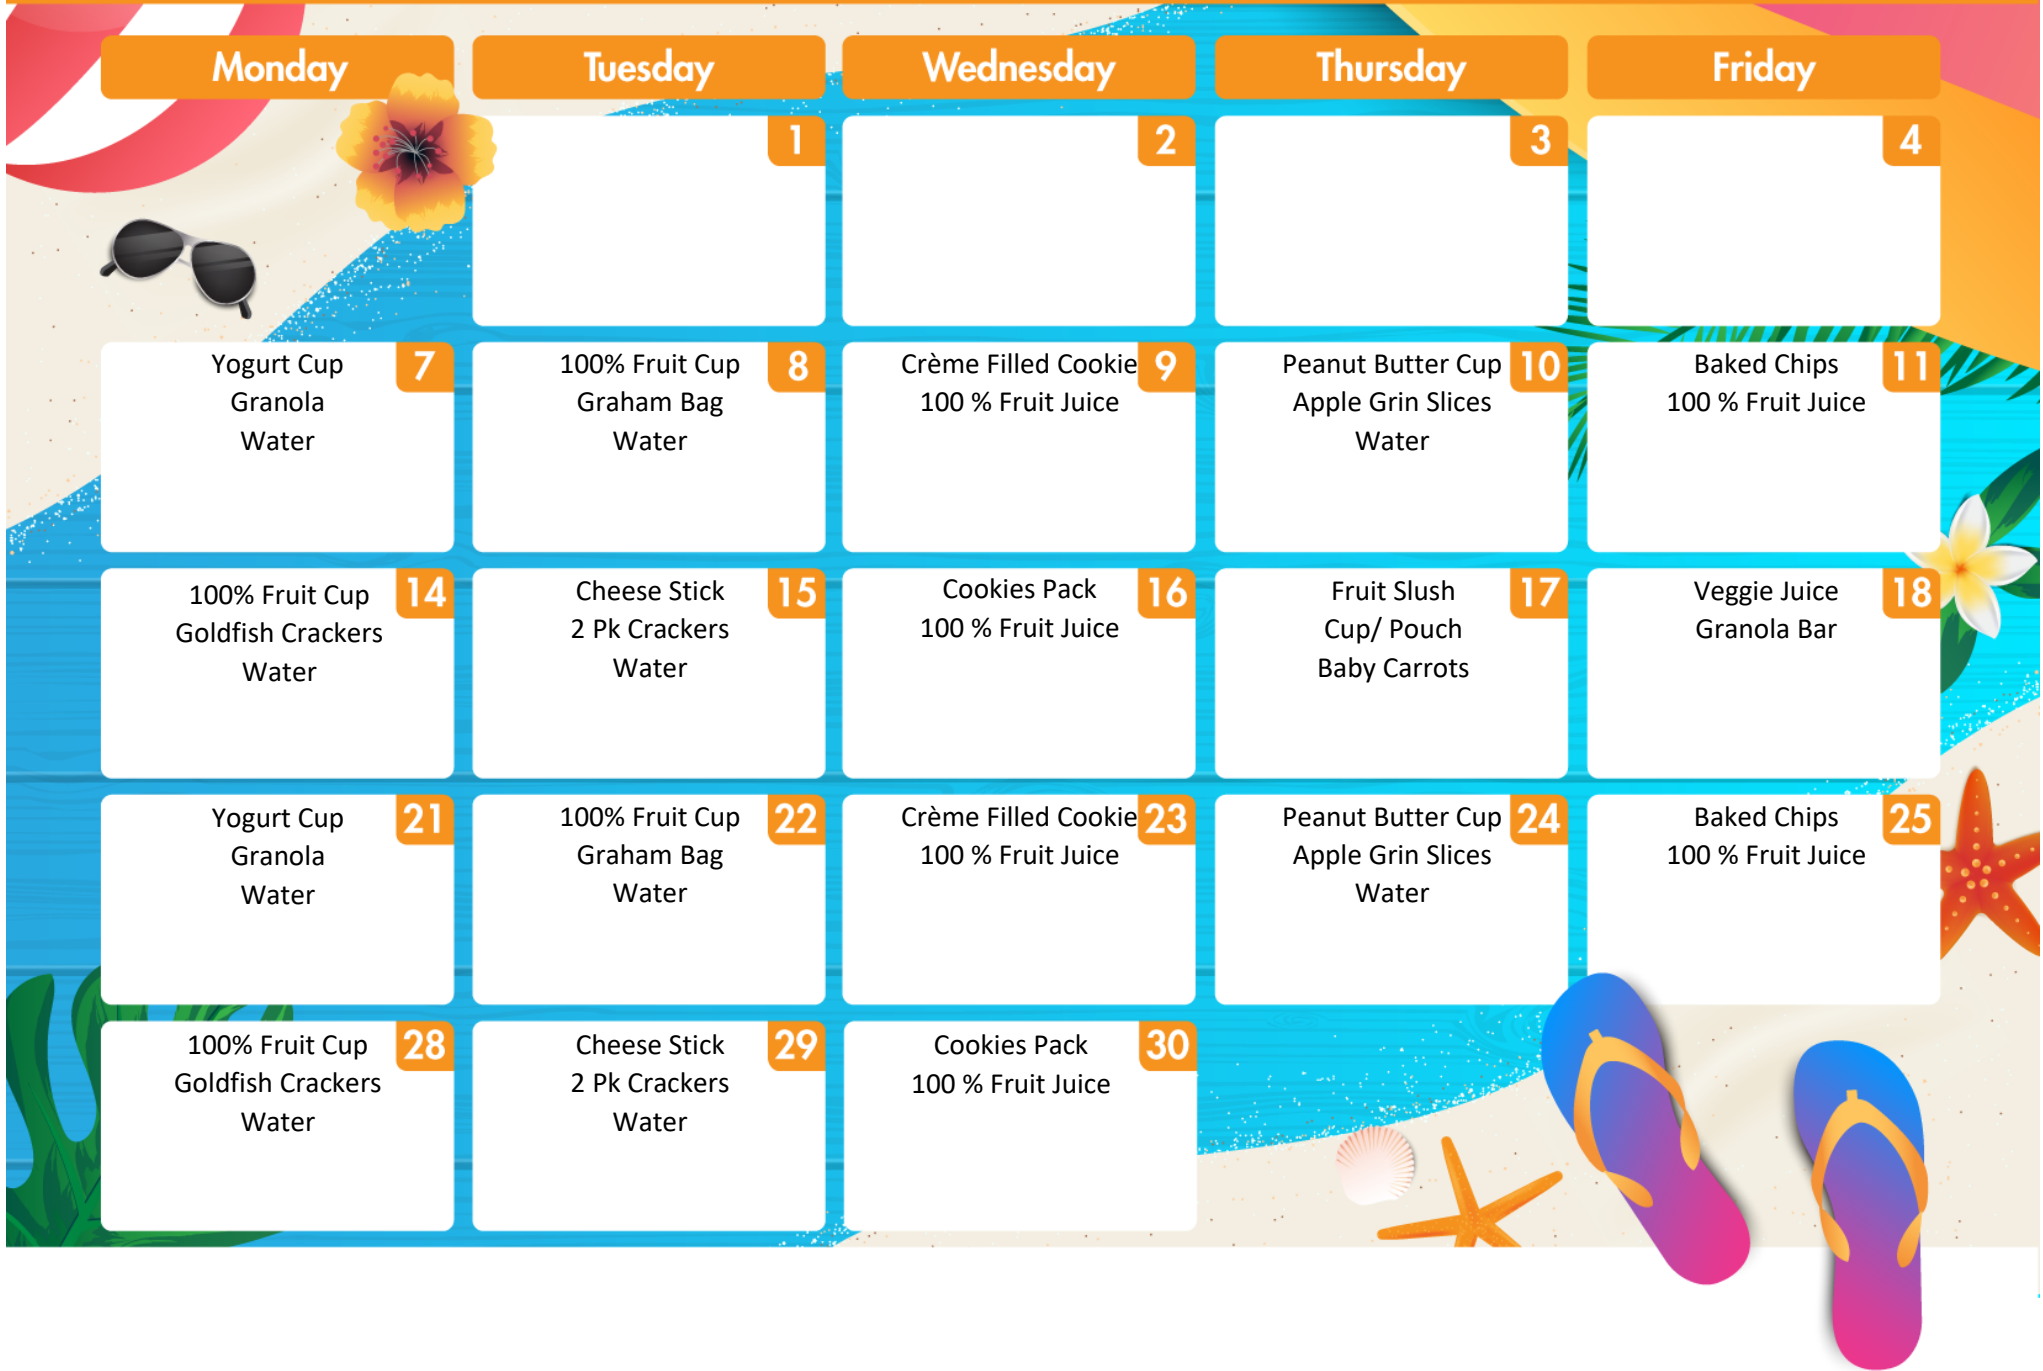 Monday
Tuesday
Wednesday
Thursday
Friday
1
2
3
4
7
Yogurt Cup
Granola
Water
8
100% Fruit Cup
Graham Bag
Water
9
Crème Filled Cookie
100 % Fruit Juice
10
Peanut Butter Cup
Apple Grin Slices
Water
11
Baked Chips
100 % Fruit Juice
14
100% Fruit Cup
Goldfish Crackers
Water
15
Cheese Stick
2 Pk Crackers
Water
16
Cookies Pack
100 % Fruit Juice
17
Fruit Slush
Cup/ Pouch
Baby Carrots
18
Veggie Juice
Granola Bar
21
Yogurt Cup
Granola
Water
22
100% Fruit Cup
Graham Bag
Water
23
Crème Filled Cookie
100 % Fruit Juice
24
Peanut Butter Cup
Apple Grin Slices
Water
25
Baked Chips
100 % Fruit Juice
28
100% Fruit Cup
Goldfish Crackers
Water
29
Cheese Stick
2 Pk Crackers
Water
30
Cookies Pack
100 % Fruit Juice